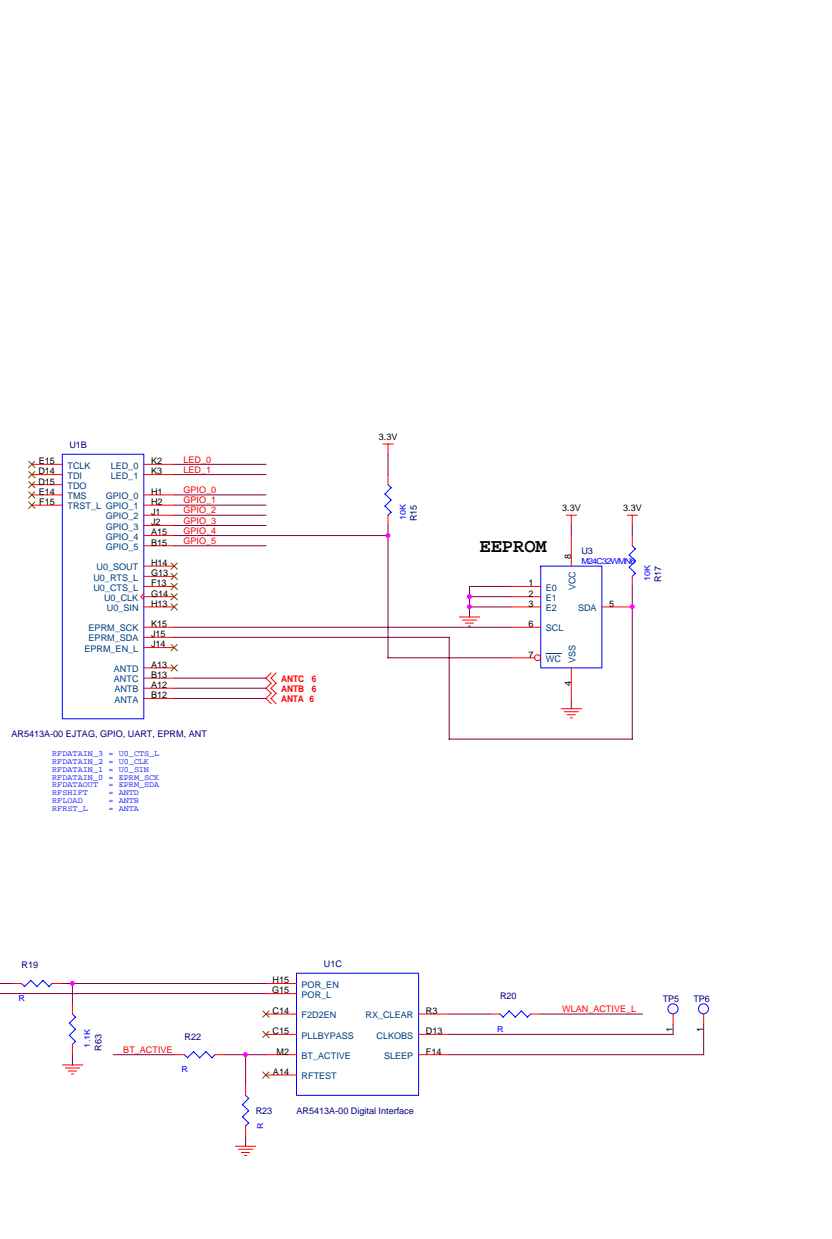 3.3V
U1B
E15 TCLK LED_0 K2 LED_0
D14 TDI LED_1 K3 LED_1
D15 TDO
E14 TMS GPIO_0 H1 GPIO_0
F15 TRST_L GPIO_1 H2 GPIO_1
GPIO_2 J1 GPIO_2
GPIO_3 J2 GPIO_3
GPIO_4 A15 GPIO_4
GPIO_5 B15 GPIO_5
10K
R15
3.3V
3.3V
EEPROM
U3
U0_SOUT H14
U0_RTS_L G13
U0_CTS_L F13
U0_CLK G14
U0_SIN H13
8
VCC
10K
R17
1 E0
2 E1
3 E2 SDA 5
6 SCL
7 WC VSS
4
EPRM_SCK K15
EPRM_SDA J15
EPRM_EN_L J14
ANTD A13
ANTC B13 ANTC 6
ANTB A12 ANTB 6
ANTA B12 ANTA 6
AR5413A-00 EJTAG, GPIO, UART, EPRM, ANT
RFDATAIN_3 = U0_CTS_L
RFDATAIN_2 = U0_CLK
RFDATAIN_1 = U0_SIN
RFDATAIN_0 = EPRM_SCK
RFDATAOUT = EPRM_SDA
RFSHIFT = ANTD
RFLOAD = ANTB
RFRST_L = ANTA
R19
R
1.1K
R63
U1C
H15 POR_EN
G15 POR_L
C14 F2D2EN RX_CLEAR R3
C15 PLLBYPASS CLKOBS D13
M2 BT_ACTIVE SLEEP F14
A14 RFTEST
R20
R
WLAN_ACTIVE_L
TP5 TP6
1 1
BT_ACTIVE
R22
R
R23
R
AR5413A-00 Digital Interface